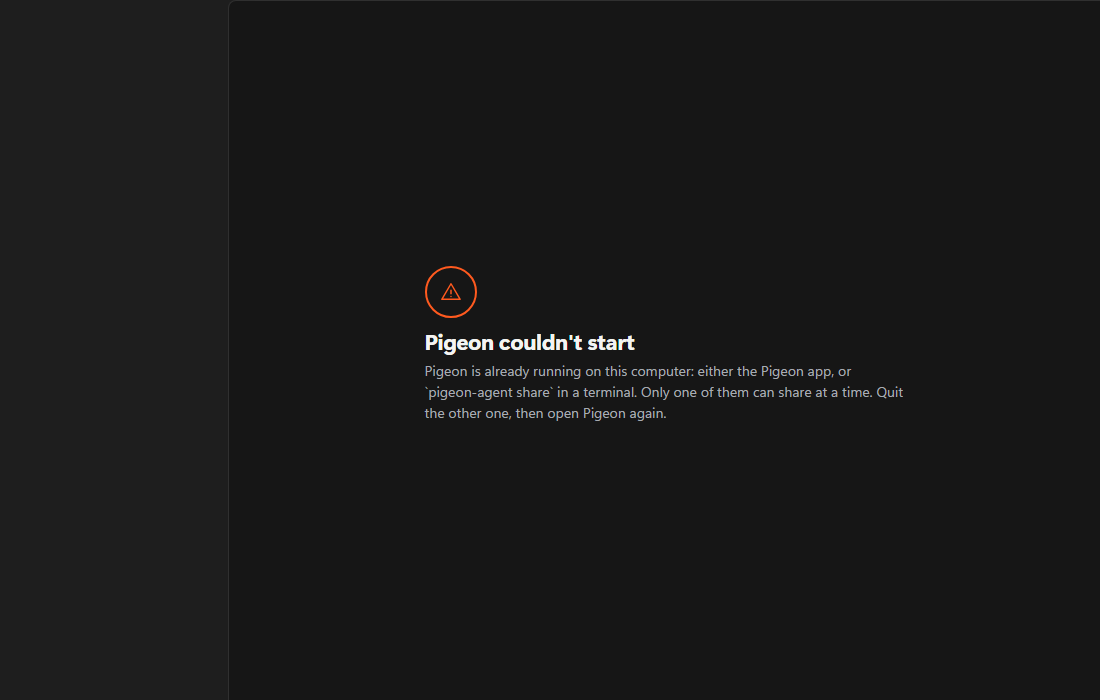 Pigeon couldn't start
Pigeon is already running on this computer: either the Pigeon app, or
`pigeon-agent share` in a terminal. Only one of them can share at a time. Quit
the other one, then open Pigeon again.